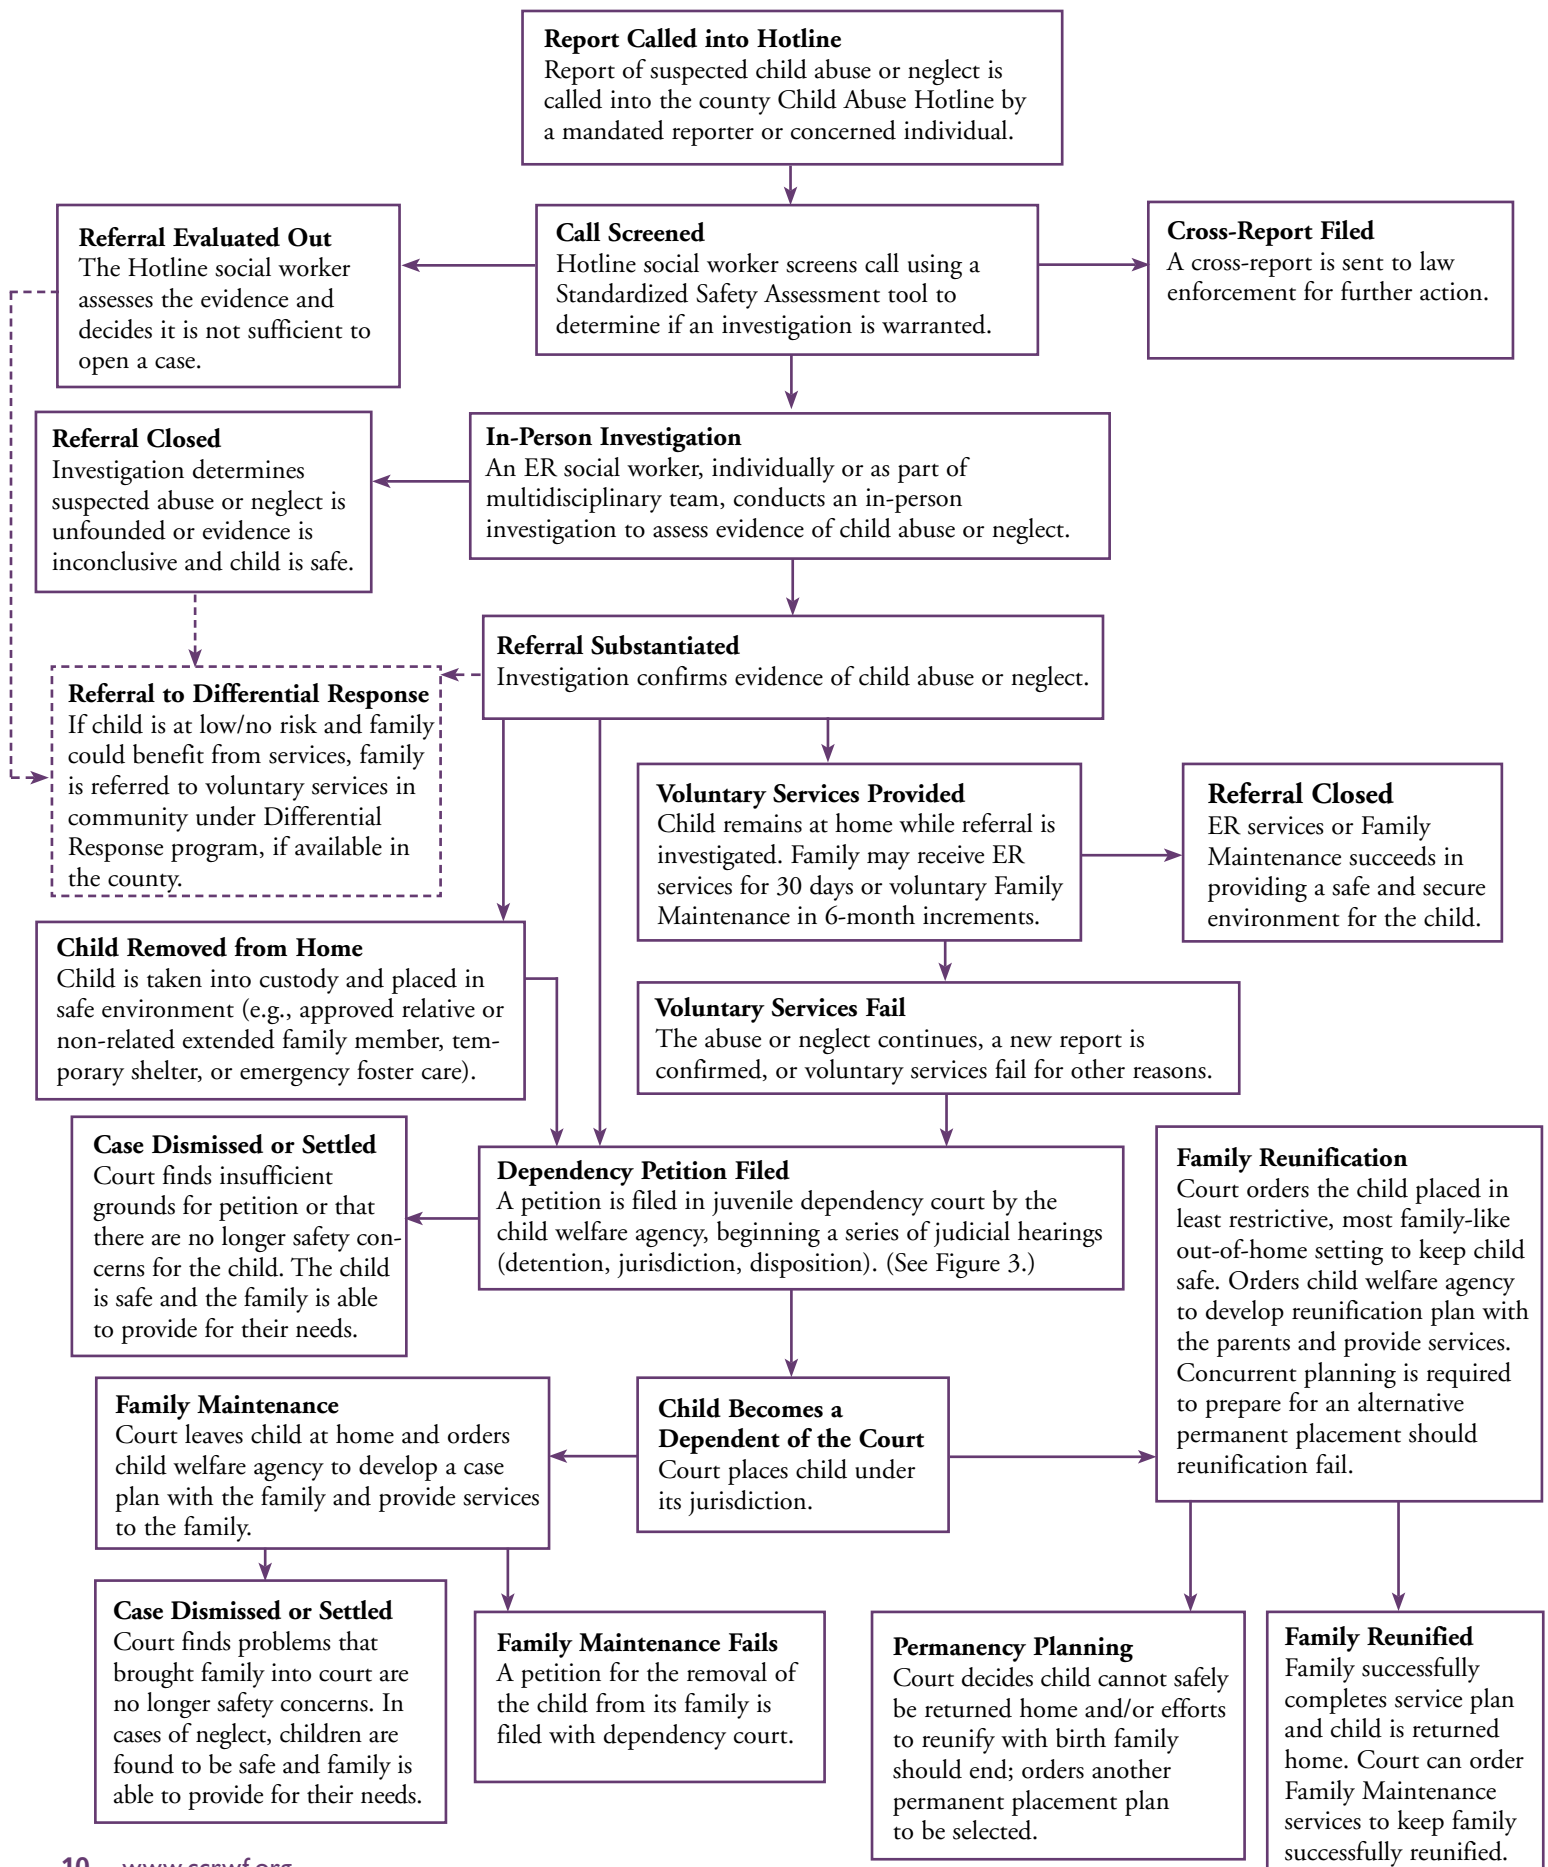 Report Called into Hotline
Report of suspected child abuse or neglect is
called into the county Child Abuse Hotline by
a mandated reporter or concerned individual.
Referral Evaluated Out
The Hotline social worker
assesses the evidence and
decides it is not sufficient to
open a case.
Call Screened
Hotline social worker screens call using a
Standardized Safety Assessment tool to
determine if an investigation is warranted.
Cross-Report Filed
A cross-report is sent to law
enforcement for further action.
Referral Closed
Investigation determines
suspected abuse or neglect is
unfounded or evidence is
inconclusive and child is safe.
In-Person Investigation
An ER social worker, individually or as part of
multidisciplinary team, conducts an in-person
investigation to assess evidence of child abuse or neglect.
Referral Substantiated
Investigation confirms evidence of child abuse or neglect.
Referral to Differential Response
If child is at low/no risk and family
could benefit from services, family
is referred to voluntary services in
community under Differential
Response program, if available in
the county.
Voluntary Services Provided
Child remains at home while referral is
investigated. Family may receive ER
services for 30 days or voluntary Family
Maintenance in 6-month increments.
Referral Closed
ER services or Family
Maintenance succeeds in
providing a safe and secure
environment for the child.
Child Removed from Home
Child is taken into custody and placed in
safe environment (e.g., approved relative or
non-related extended family member, tem-
porary shelter, or emergency foster care).
Voluntary Services Fail
The abuse or neglect continues, a new report is
confirmed, or voluntary services fail for other reasons.
Case Dismissed or Settled
Court finds insufficient
grounds for petition or that
there are no longer safety con-
cerns for the child. The child
is safe and the family is able
to provide for their needs.
Dependency Petition Filed
A petition is filed in juvenile dependency court by the
child welfare agency, beginning a series of judicial hearings
(detention, jurisdiction, disposition). (See Figure 3.)
Family Reunification
Court orders the child placed in
least restrictive, most family-like
out-of-home setting to keep child
safe. Orders child welfare agency
to develop reunification plan with
the parents and provide services.
Concurrent planning is required
to prepare for an alternative
permanent placement should
reunification fail.
Family Maintenance
Court leaves child at home and orders
child welfare agency to develop a case
plan with the family and provide services
to the family.
Child Becomes a
Dependent of the Court
Court places child under
its jurisdiction.
Case Dismissed or Settled
Court finds problems that
brought family into court are
no longer safety concerns. In
cases of neglect, children are
found to be safe and family is
able to provide for their needs.
Family Maintenance Fails
A petition for the removal of
the child from its family is
filed with dependency court.
Permanency Planning
Court decides child cannot safely
be returned home and/or efforts
to reunify with birth family
should end; orders another
permanent placement plan
to be selected.
Family Reunified
Family successfully
completes service plan
and child is returned
home. Court can order
Family Maintenance
services to keep family
successfully reunified.
10 www.ccrwf.org